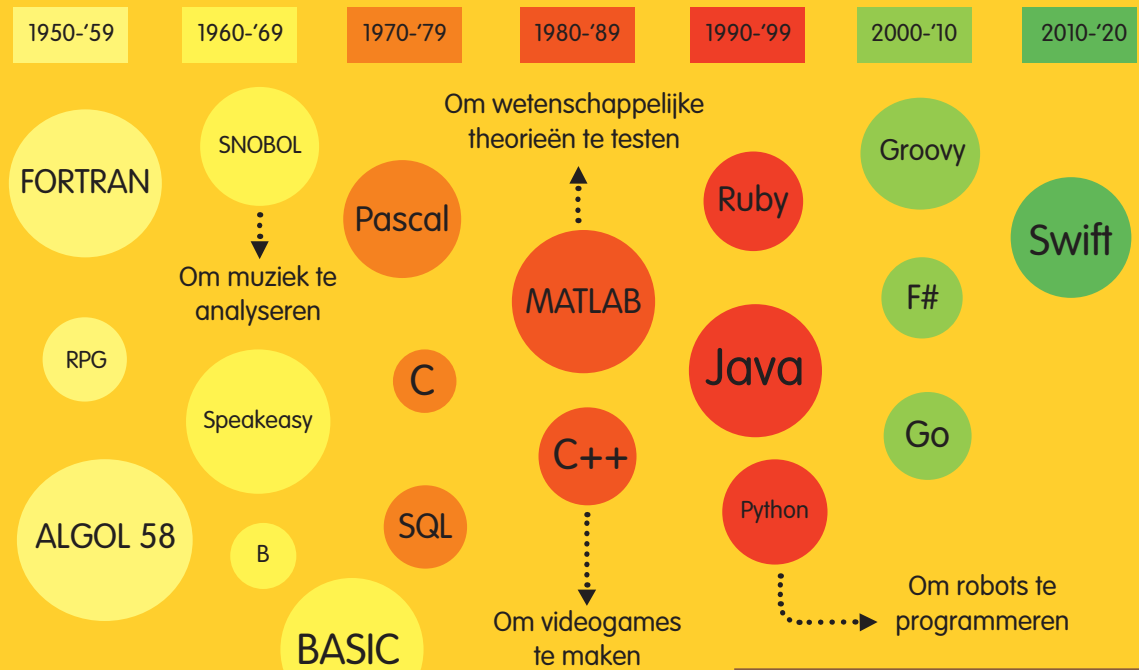 1950-'59
1960-'69
1970-'79
1980-'89
1990-'99
2000-'10
2010-'20
FORTRAN
RPG
ALGOL 58
SNOBOL
Om muziek te
analyseren
Speakeasy
B
BASIC
Pascal
C
SQL
Om wetenschappelijke
theorieën te testen
MATLAB
C++
Om videogames
te maken
Ruby
Java
Python
Om robots te
programmeren
Groovy
F#
Go
Swift